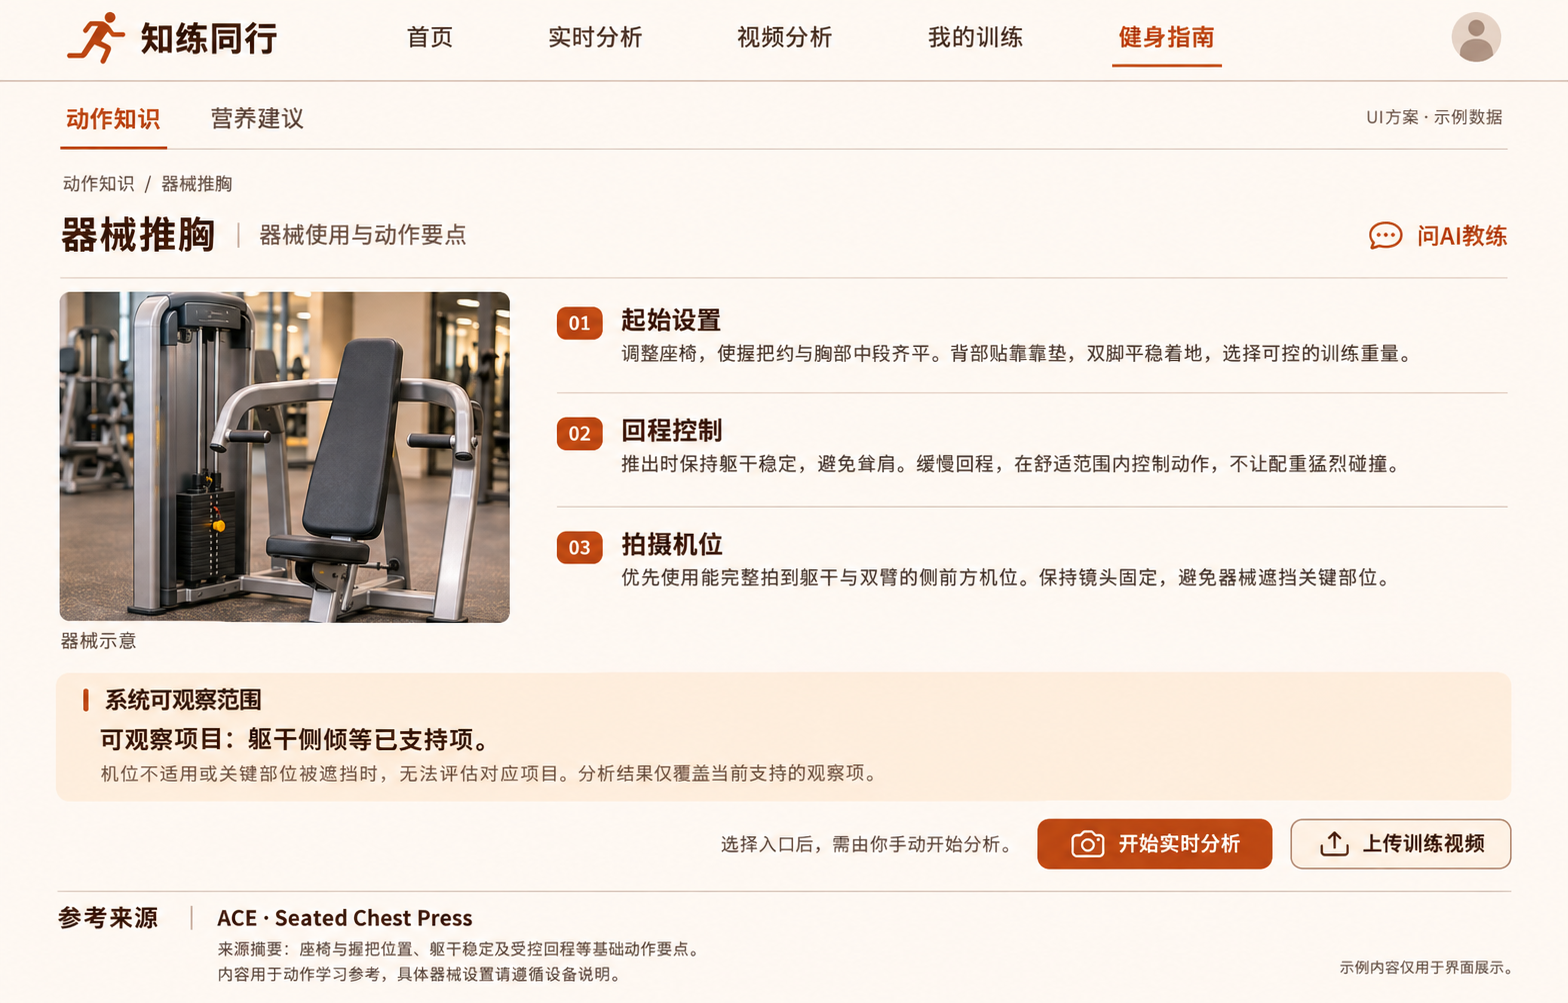 知练同行
首页
实时分析
视频分析
我的训练
健身指南
动作知识
营养建议
UI方案 · 示例数据
动作知识 / 器械推胸
器械推胸 | 器械使用与动作要点
问AI教练
01 起始设置
调整座椅，使握把约与胸部中段齐平。背部贴靠靠垫，双脚平稳着地，选择可控的训练重量。
02 回程控制
推出时保持躯干稳定，避免耸肩。缓慢回程，在舒适范围内控制动作，不让配重猛烈碰撞。
03 拍摄机位
优先使用能完整拍到躯干与双臂的侧前方机位。保持镜头固定，避免器械遮挡关键部位。
器械示意
系统可观察范围
可观察项目：躯干侧倾等已支持项。
机位不适用或关键部位被遮挡时，无法评估对应项目。分析结果仅覆盖当前支持的观察项。
选择入口后，需由你手动开始分析。
开始实时分析
上传训练视频
参考来源 | ACE · Seated Chest Press
来源摘要：座椅与握把位置、躯干稳定及受控回程等基础动作要点。
内容用于动作学习参考，具体器械设置请遵循设备说明。
示例内容仅用于界面展示。